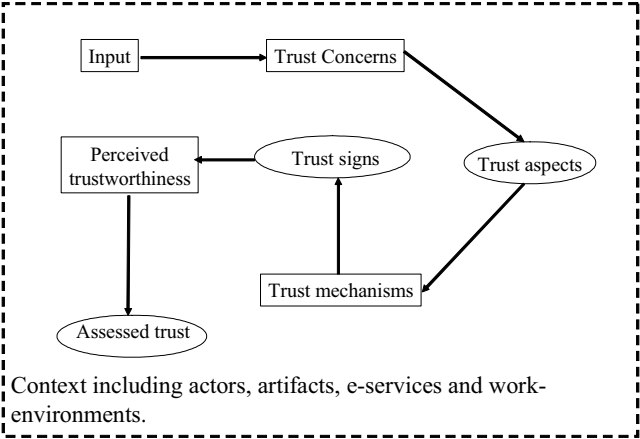 Input
Trust Concerns
Perceived
trustworthiness
Trust signs
Trust aspects
Trust mechanisms
Assessed trust
Context including actors, artifacts, e-services and work-
environments.